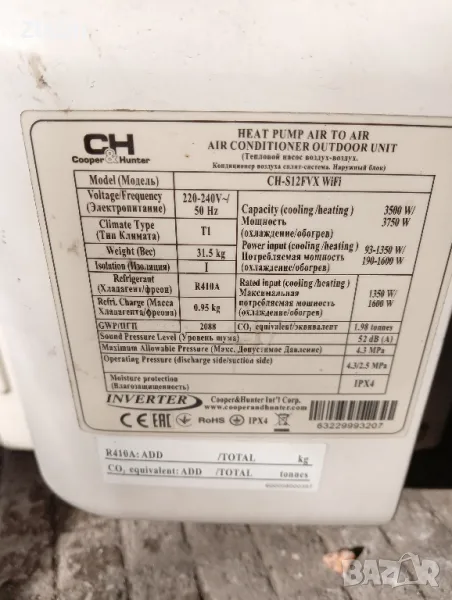 CH
Cooper&Hunter
HEAT PUMP AIR TO AIR
AIR CONDITIONER OUTDOOR UNIT
(Тепловой насос воздух-воздух.
Кондиционер воздуха сплит-система. Наружный блок)
Model (Модель) CH-S12FVX WiFi
Voltage/Frequency (Электропитание) 220-240V~/ 50 Hz
Capacity (cooling /heating ) Мощность (охлаждение/обогрев) 3500 W/ 3750 W
Climate Type (Тип Климата) T1
Weight (Вес) 31.5 kg
Power input (cooling /heating ) Потребляемая мощность (охлаждение/обогрев) 93-1350 W/ 190-1600 W
Isolation (Изоляция) I
Refrigerant (Хладагент/фреон) R410A
Rated input (cooling /heating ) Максимальная потребляемая мощность (охлаждение/обогрев) 1350 W/ 1600 W
Refri. Charge (Масса Хладагента/фреона) 0.95 kg
GWP/ПГП 2088
CO₂ equivalent/эквивалент 1.98 tonnes
Sound Pressure Level (Уровень шума) 52 dB (A)
Maximum Allowable Pressure (Макс. Допустимое Давление) 4.3 MPa
Operating Pressure (discharge side/suction side) 4.3/2.5 MPa
Moisture protection (Влагозащищенность) IPX4
INVERTER
Cooper&Hunter Int'l Corp.
www.cooperandhunter.com
CE EAC RoHS IPX4
63229993207
R410A: ADD /TOTAL kg
CO₂ equivalent: ADD /TOTAL tonnes
BAZAR